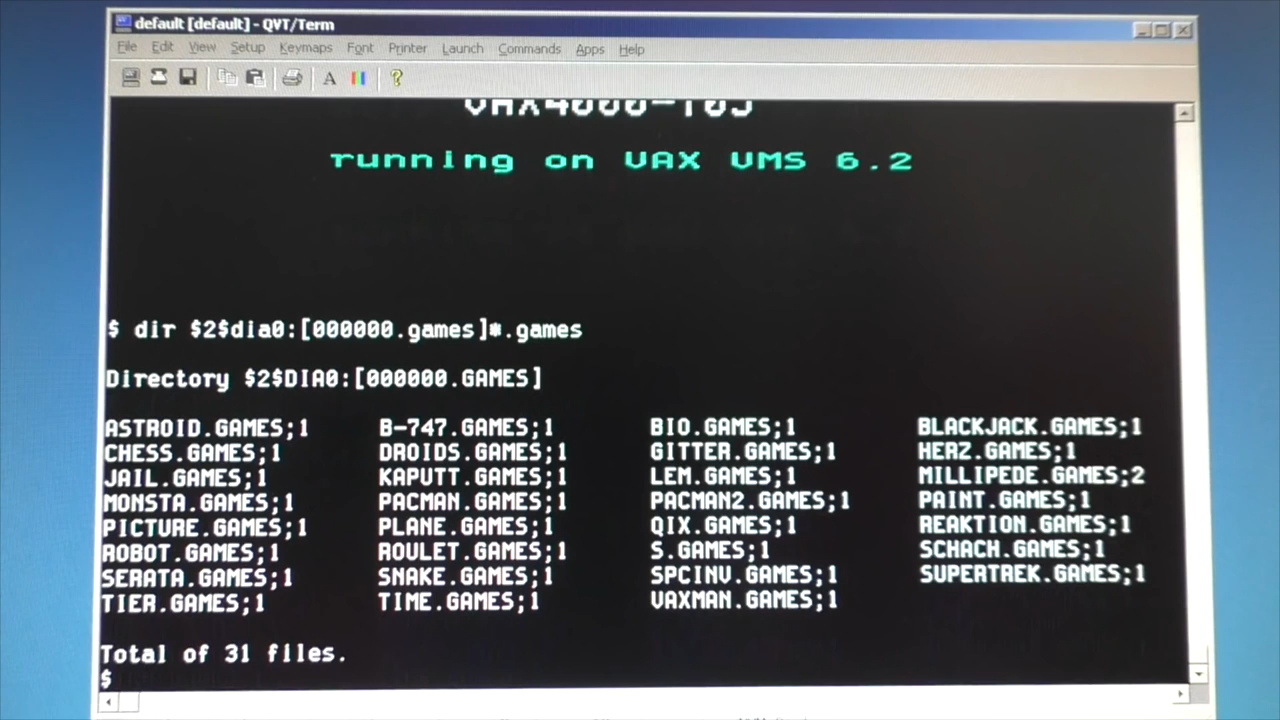 default [default] - QVT/Term
File Edit View Setup Keymaps Font Printer Launch Commands Apps Help
VAX4000-105
running on VAX VMS 6.2
$ dir $2$dia0:[000000.games]*.games
Directory $2$DIA0:[000000.GAMES]
ASTROID.GAMES;1 B-747.GAMES;1 BIO.GAMES;1 BLACKJACK.GAMES;1
CHESS.GAMES;1 DROIDS.GAMES;1 GITTER.GAMES;1 HERZ.GAMES;1
JAIL.GAMES;1 KAPUTT.GAMES;1 LEM.GAMES;1 MILLIPEDE.GAMES;2
MONSTA.GAMES;1 PACMAN.GAMES;1 PACMAN2.GAMES;1 PAINT.GAMES;1
PICTURE.GAMES;1 PLANE.GAMES;1 QIX.GAMES;1 REAKTION.GAMES;1
ROBOT.GAMES;1 ROULET.GAMES;1 S.GAMES;1 SCHACH.GAMES;1
SERATA.GAMES;1 SNAKE.GAMES;1 SPCINV.GAMES;1 SUPERTREK.GAMES;1
TIER.GAMES;1 TIME.GAMES;1 VAXMAN.GAMES;1
Total of 31 files.
$